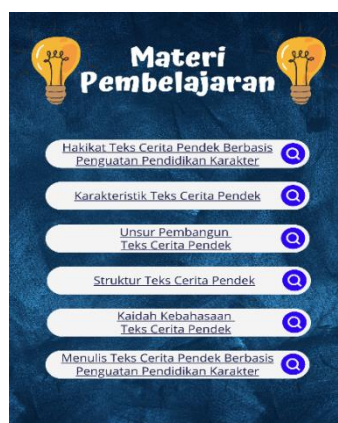 Materi
Pembelajaran
Hakikat Teks Cerita Pendek Berbasis
Penguatan Pendidikan Karakter
Karakteristik Teks Cerita Pendek
Unsur Pembangun
Teks Cerita Pendek
Struktur Teks Cerita Pendek
Kaidah Kebahasaan
Teks Cerita Pendek
Menulis Teks Cerita Pendek Berbasis
Penguatan Pendidikan Karakter